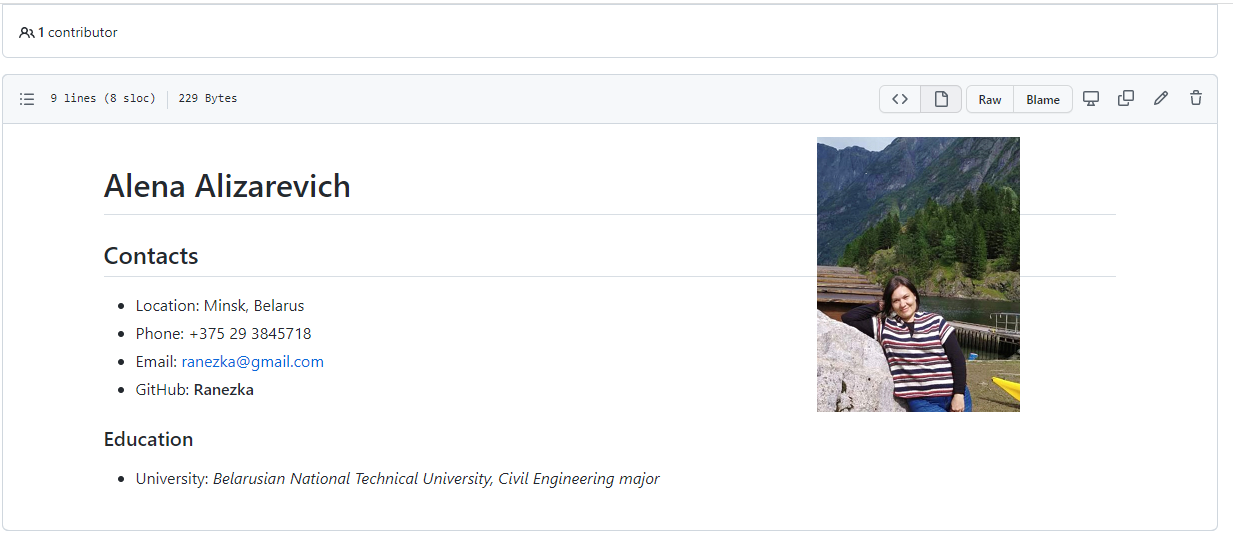 1 contributor
9 lines (8 sloc) 229 Bytes
Raw Blame
Alena Alizarevich
Contacts
Location: Minsk, Belarus
Phone: +375 29 3845718
Email: ranezka@gmail.com
GitHub: Ranezka
Education
University: Belarusian National Technical University, Civil Engineering major